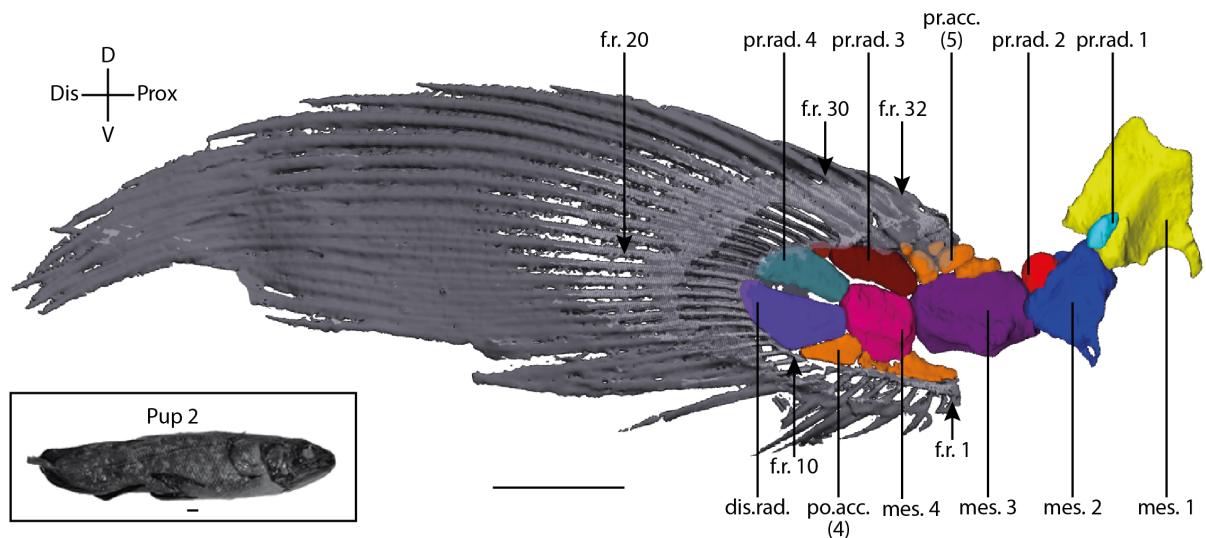 D
Dis Prox
V
f.r. 20
pr.rad. 4
pr.rad. 3
pr.acc.
(5)
pr.rad. 2
pr.rad. 1
f.r. 30
f.r. 32
Pup 2
f.r. 10
f.r. 1
dis.rad.
po.acc.
(4)
mes. 4
mes. 3
mes. 2
mes. 1